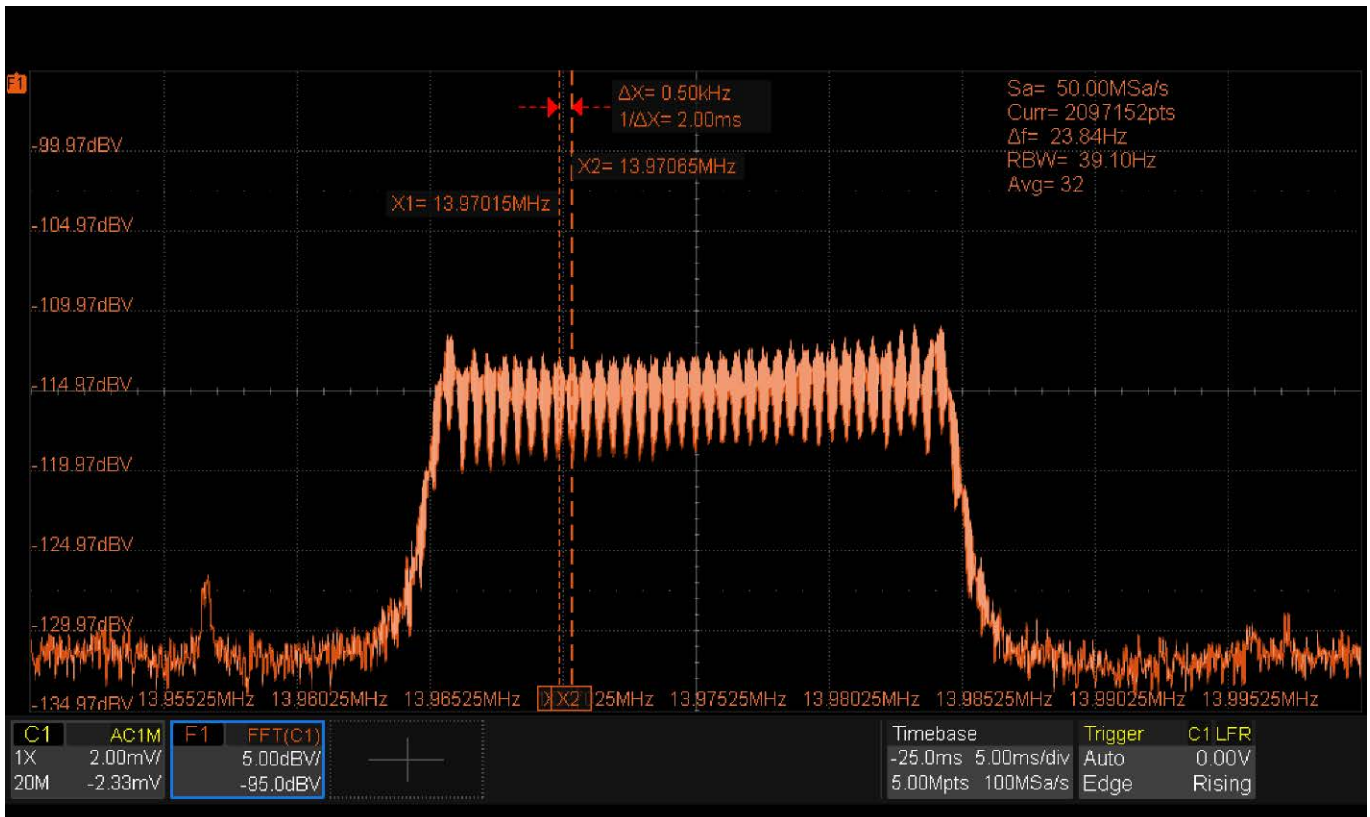 F1
ΔX= 0.50kHz
1/ΔX= 2.00ms
Sa= 50.00MSa/s
Curr= 2097152pts
Δf= 23.84Hz
RBW= 39.10Hz
Avg= 32
-99.97dBV
X2= 13.97065MHz
X1= 13.97015MHz
-104.97dBV
-109.97dBV
-114.97dBV
-119.97dBV
-124.97dBV
-129.97dBV
-134.97dBV 13.95525MHz 13.96025MHz 13.96525MHz X2 25MHz 13.97525MHz 13.98025MHz 13.98525MHz 13.99025MHz 13.99525MHz
C1 AC1M F1 FFT(C1) Timebase Trigger C1 LFR
1X 2.00mV/ 5.00dBV/ -25.0ms 5.00ms/div Auto 0.00V
20M -2.33mV -95.0dBV 5.00Mpts 100MSa/s Edge Rising